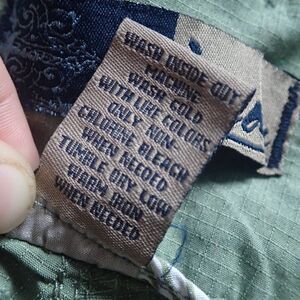 WASH INSIDE OUT
MACHINE
WASH COLD
WITH LIKE COLORS
ONLY NON-
CHLORINE BLEACH
WHEN NEEDED
TUMBLE DRY LOW
WARM IRON
WHEN NEEDED